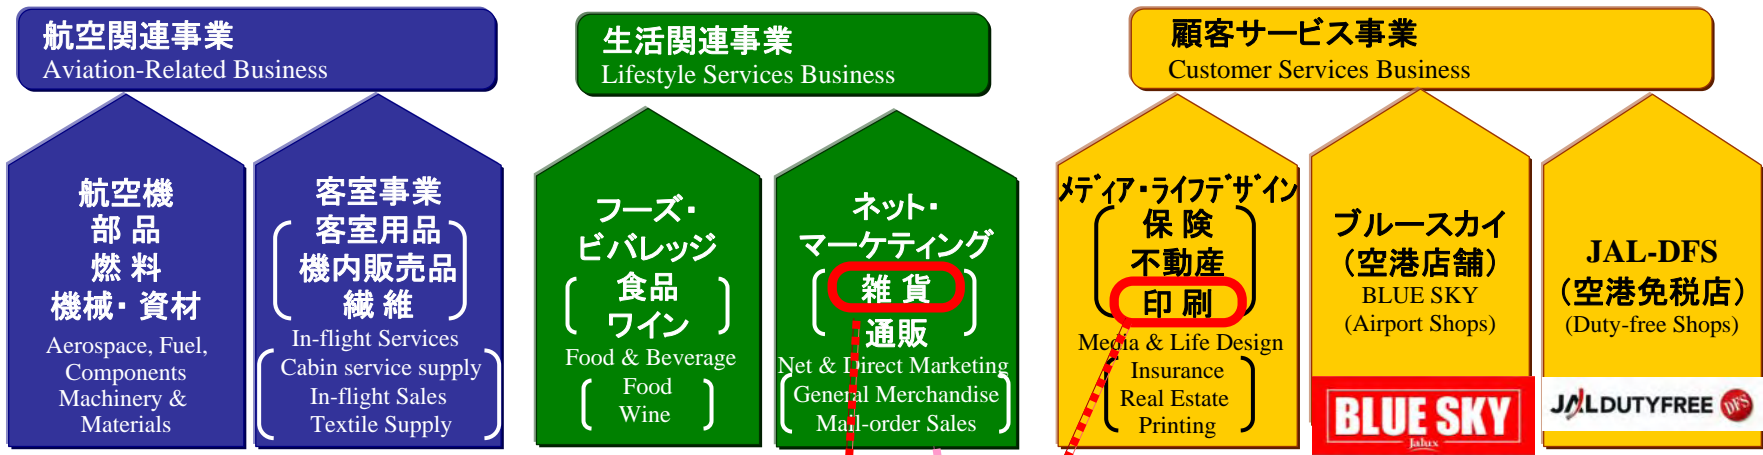 航空関連事業
Aviation-Related Business
航空機
部品
燃料
機械・資材
Aerospace, Fuel,
Components
Machinery &
Materials
客室事業
客室用品
機内販売品
繊維
In-flight Services
Cabin service supply
In-flight Sales
Textile Supply
生活関連事業
Lifestyle Services Business
フーズ・
ビバレッジ
食品
ワイン
Food & Beverage
Food
Wine
ネット・
マーケティング
雑貨
通販
Net & Direct Marketing
General Merchandise
Mail-order Sales
顧客サービス事業
Customer Services Business
メディア・ライフデザイン
保険
不動産
印刷
Media & Life Design
Insurance
Real Estate
Printing
ブルースカイ
(空港店舗)
BLUE SKY
(Airport Shops)
BLUE SKY
Jalux
JAL-DFS
(空港免税店)
(Duty-free Shops)
JALDUTYFREE DFS